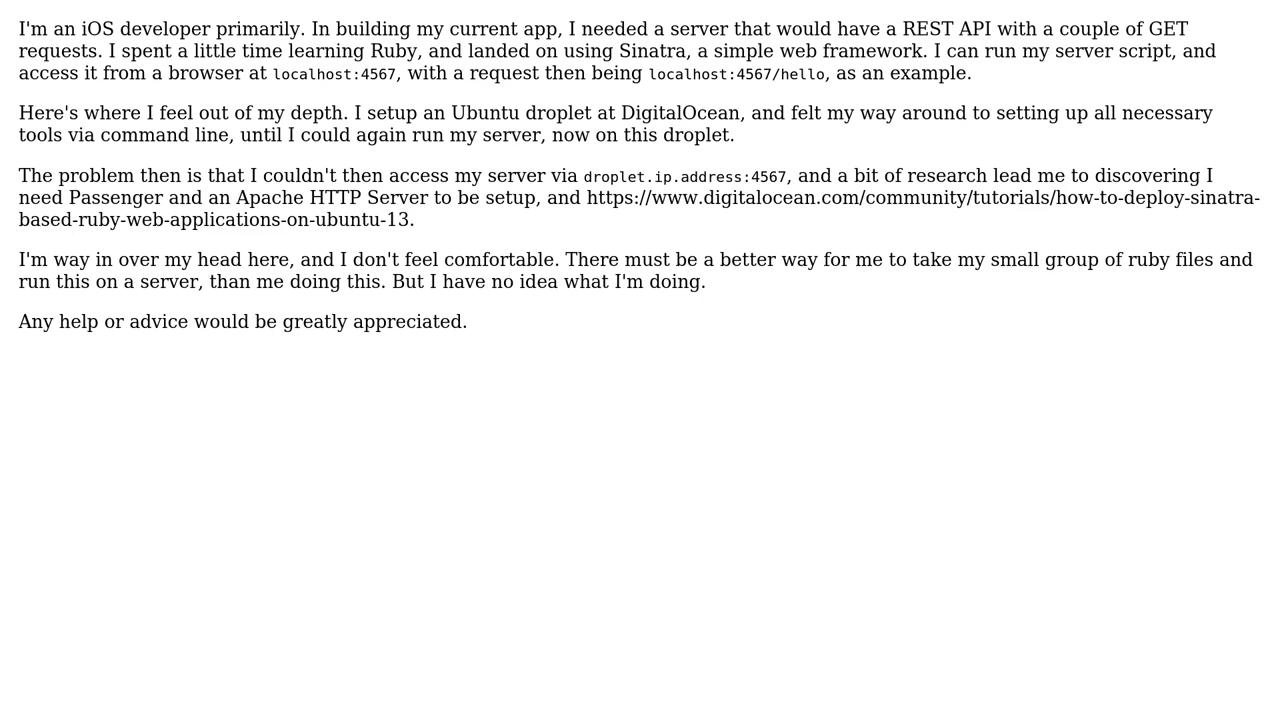 I'm an iOS developer primarily. In building my current app, I needed a server that would have a REST API with a couple of GET
requests. I spent a little time learning Ruby, and landed on using Sinatra, a simple web framework. I can run my server script, and
access it from a browser at localhost:4567, with a request then being localhost:4567/hello, as an example.
Here's where I feel out of my depth. I setup an Ubuntu droplet at DigitalOcean, and felt my way around to setting up all necessary
tools via command line, until I could again run my server, now on this droplet.
The problem then is that I couldn't then access my server via droplet.ip.address:4567, and a bit of research lead me to discovering I
need Passenger and an Apache HTTP Server to be setup, and https://www.digitalocean.com/community/tutorials/how-to-deploy-sinatra-
based-ruby-web-applications-on-ubuntu-13.
I'm way in over my head here, and I don't feel comfortable. There must be a better way for me to take my small group of ruby files and
run this on a server, than me doing this. But I have no idea what I'm doing.
Any help or advice would be greatly appreciated.